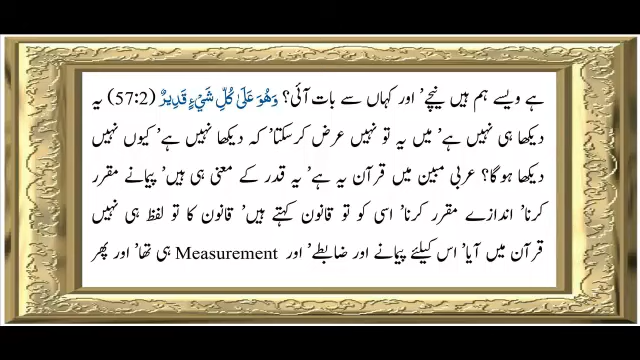 ہے ویسے ہم ہیں نیچے’ اور کہاں سے بات آئی؟ وَهُوَ عَلَىٰ كُلِّ شَيْءٍ قَدِيرٌ (57:2) یہ
دیکھا ہی نہیں ہے’ میں یہ تو نہیں عرض کرسکتا’ کہ دیکھا نہیں ہے’ کیوں نہیں
دیکھا ہوگا؟ عربی مبین میں قرآن یہ ہے’ یہ قدر کے معنی ہی ہیں’ پیمانے مقرر
کرنا’ اندازے مقرر کرنا’ اسی کو تو قانون کہتے ہیں’ قانون کا تو لفظ ہی نہیں
قرآن میں آیا’ اس کیلئے پیمانے اور ضابطے’ اور Measurement ہی تھا’ اور پھر